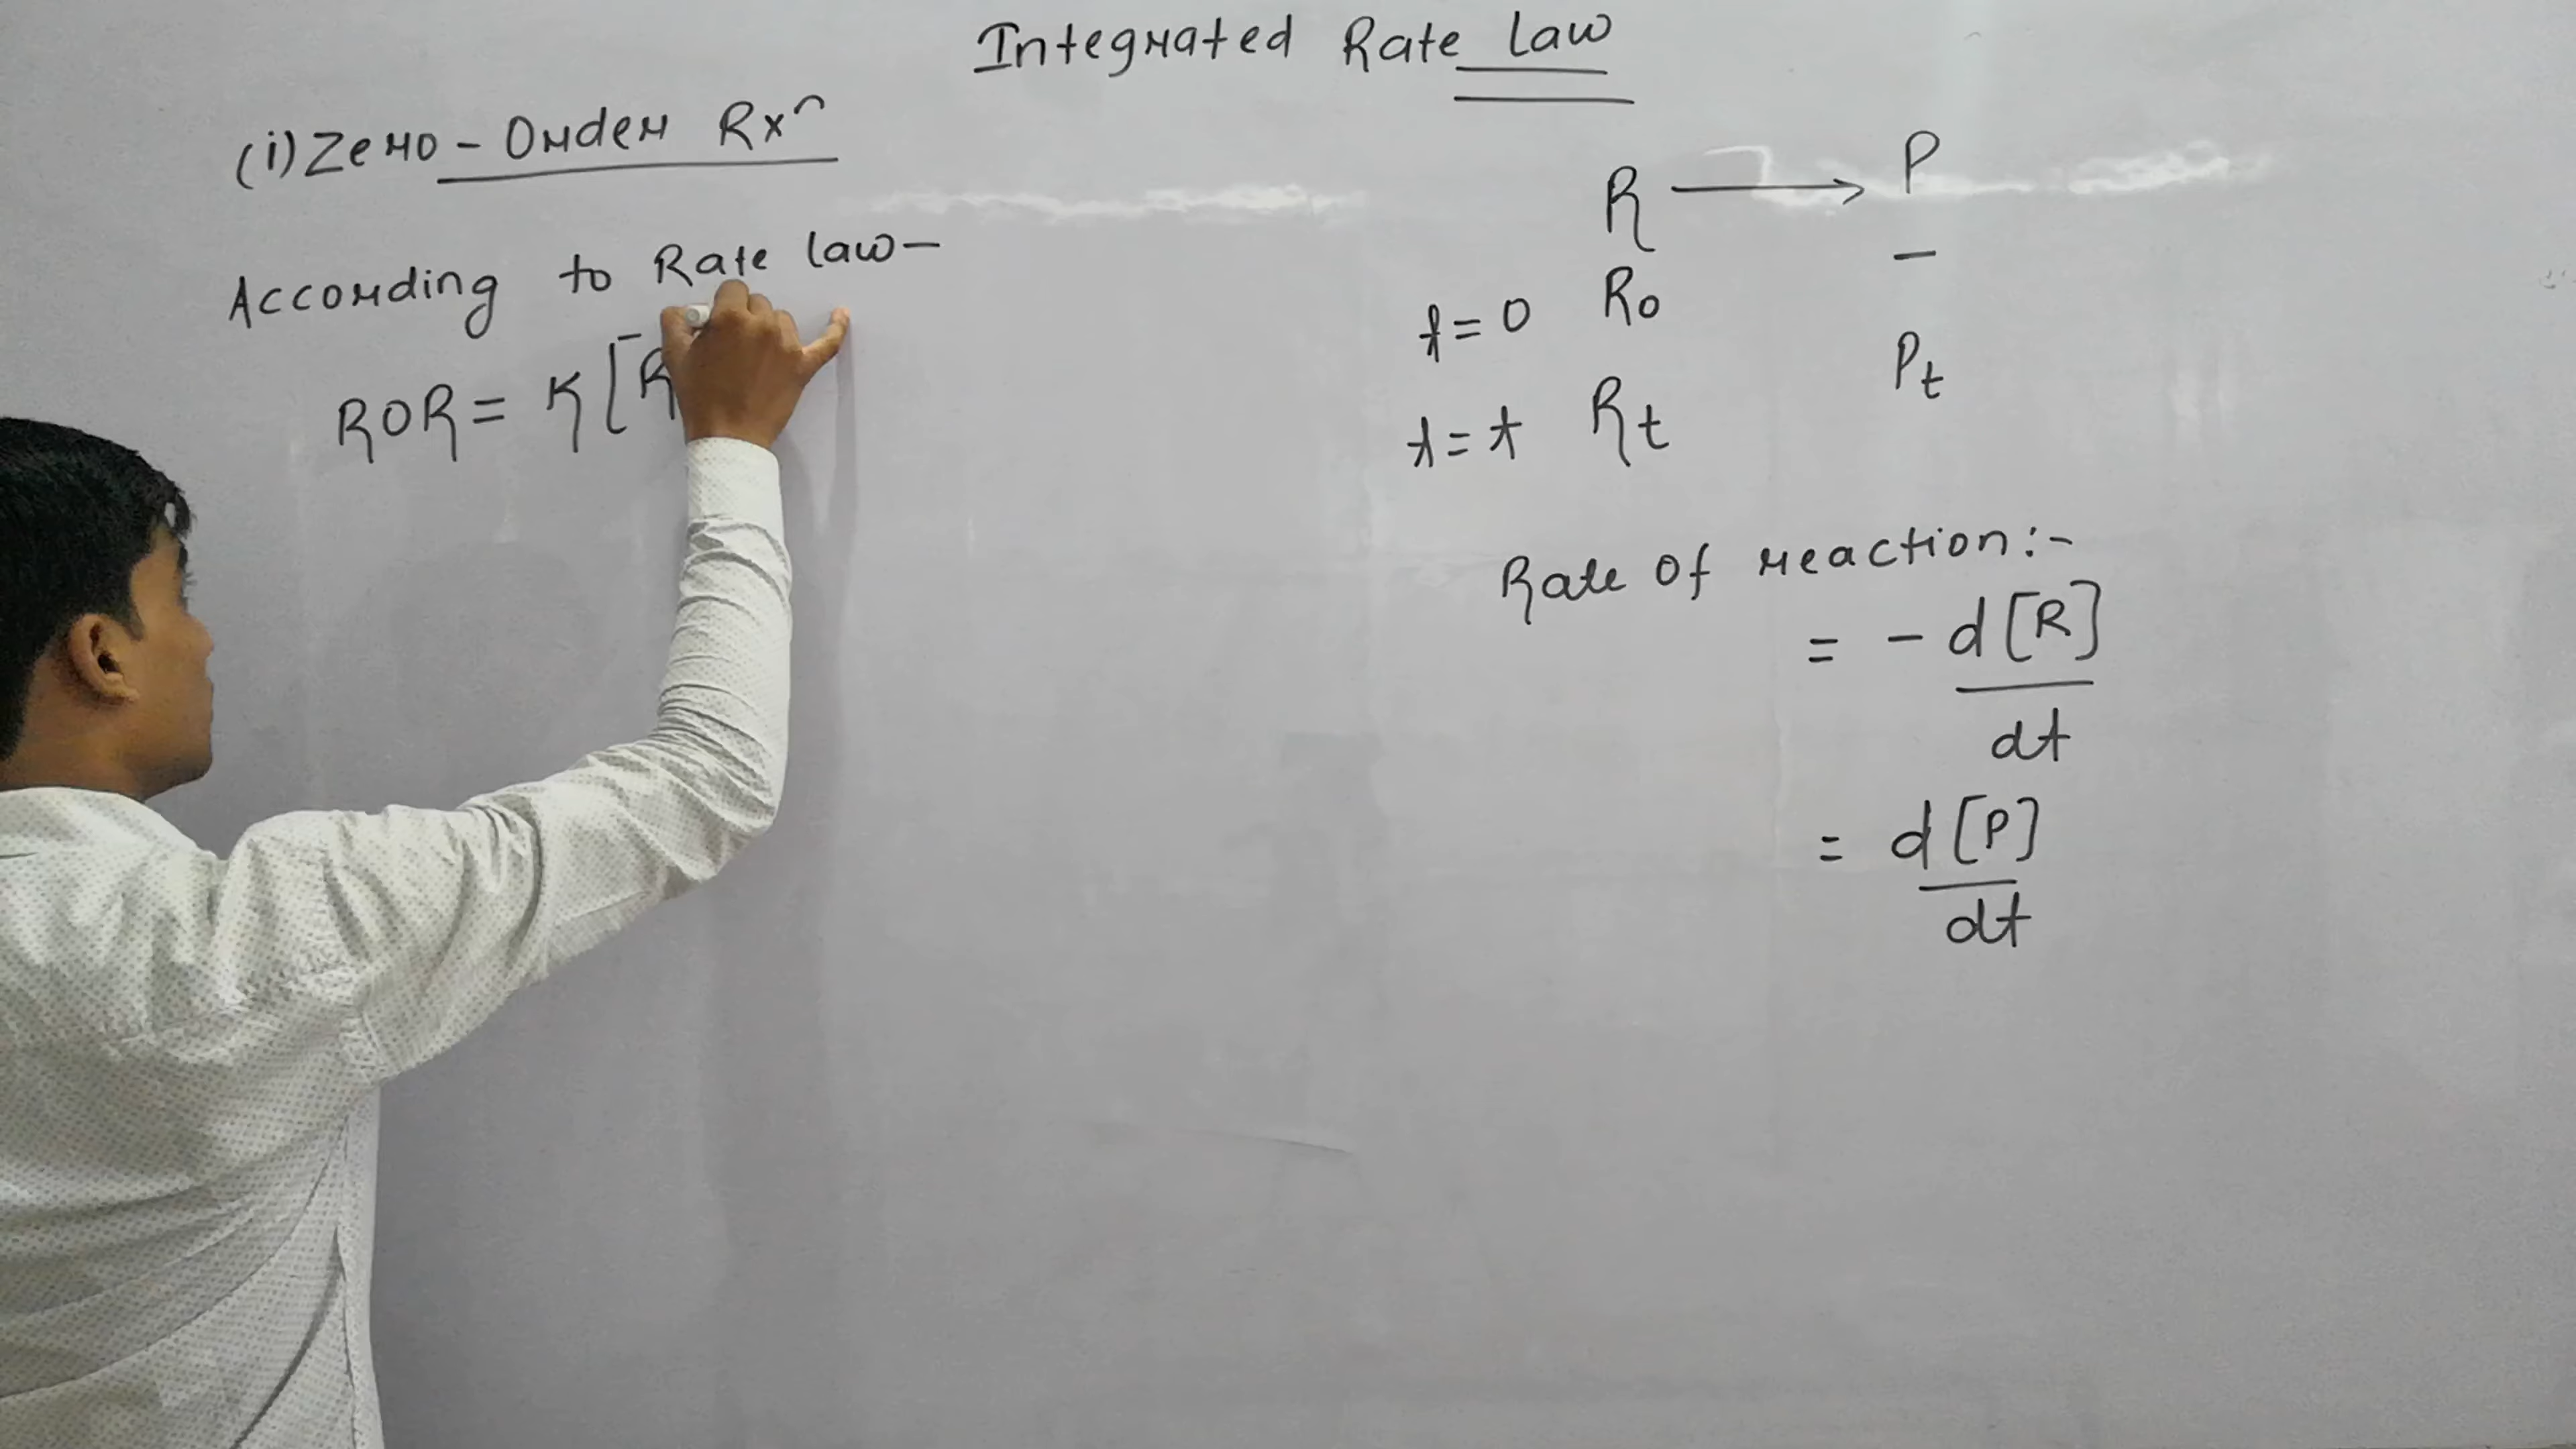 Integrated Rate law
(i) Zero - Order Rxn
According to Rate law—
ROR = K[R
R ⟶ P
t=0 R0 —
t=t Rt Pt
Rate of reaction:-
= - d[R]
dt
= d[P]
dt